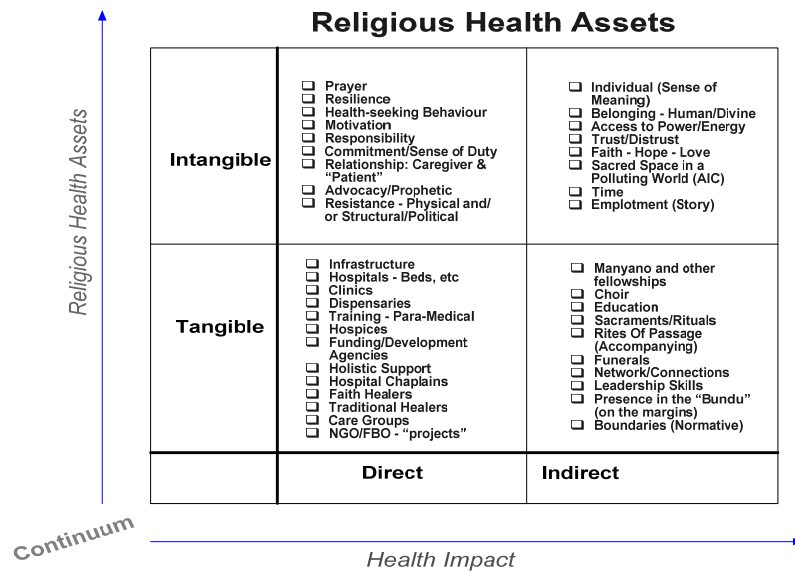 Religious Health Assets
Religious Health Assets
Intangible
❑ Prayer
❑ Resilience
❑ Health-seeking Behaviour
❑ Motivation
❑ Responsibility
❑ Commitment/Sense of Duty
❑ Relationship: Caregiver &
“Patient”
❑ Advocacy/Prophetic
❑ Resistance - Physical and/
or Structural/Political
❑ Individual (Sense of
Meaning)
❑ Belonging - Human/Divine
❑ Access to Power/Energy
❑ Trust/Distrust
❑ Faith - Hope - Love
❑ Sacred Space in a
Polluting World (AIC)
❑ Time
❑ Emplotment (Story)
Tangible
❑ Infrastructure
❑ Hospitals - Beds, etc
❑ Clinics
❑ Dispensaries
❑ Training - Para-Medical
❑ Hospices
❑ Funding/Development
Agencies
❑ Holistic Support
❑ Hospital Chaplains
❑ Faith Healers
❑ Traditional Healers
❑ Care Groups
❑ NGO/FBO - “projects”
❑ Manyano and other
fellowships
❑ Choir
❑ Education
❑ Sacraments/Rituals
❑ Rites Of Passage
(Accompanying)
❑ Funerals
❑ Network/Connections
❑ Leadership Skills
❑ Presence in the “Bundu”
(on the margins)
❑ Boundaries (Normative)
Direct
Indirect
Continuum
Health Impact